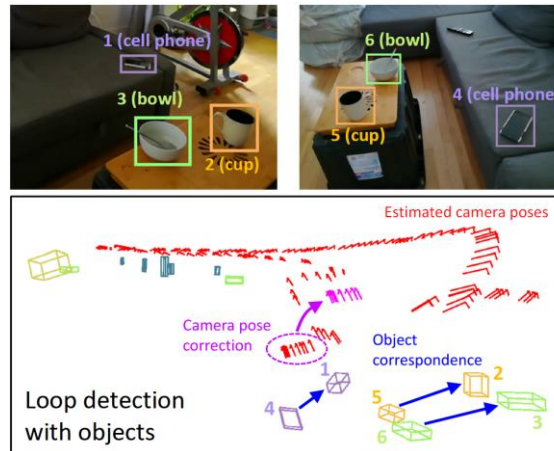 1 (cell phone)
3 (bowl)
2 (cup)
6 (bowl)
4 (cell phone)
5 (cup)
Estimated camera poses
Camera pose
correction
Object
correspondence
1
2
4
5
3
6
Loop detection
with objects